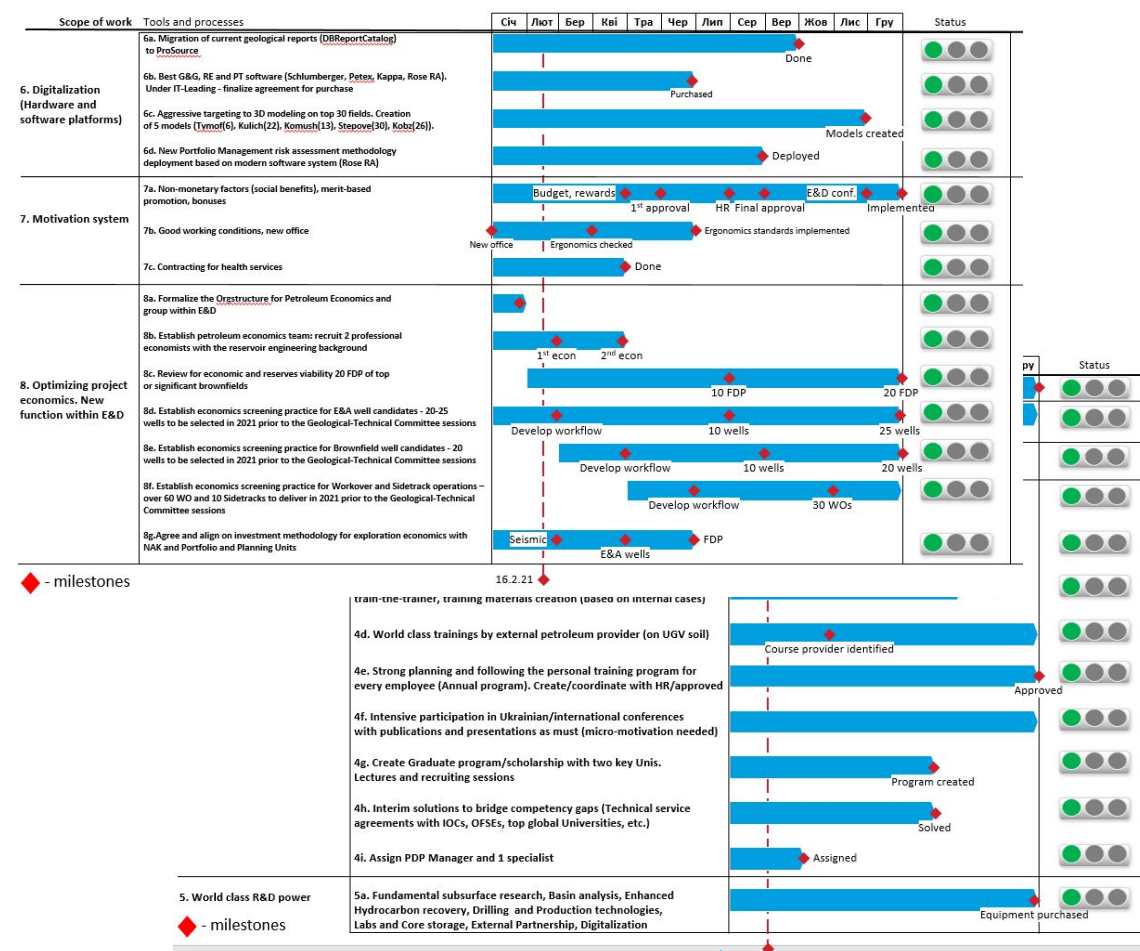 Scope of work Tools and processes Січ Лют Бер Кві Тра Чер Лип Сер Вер Жов Лис Гру Status
6. Digitalization
(Hardware and
software platforms)
6a. Migration of current geological reports (DBReportCatalog)
to ProSource
Done
6b. Best G&G, RE and PT software (Schlumberger, Petex, Kappa, Rose RA).
Under IT-Leading - finalize agreement for purchase
Purchased
6c. Aggressive targeting to 3D modeling on top 30 fields. Creation
of 5 models (Tymof(6), Kulich(22), Komush(13), Stepove(30), Kobz(26)).
Models created
6d. New Portfolio Management risk assessment methodology
deployment based on modern software system (Rose RA)
Deployed
7. Motivation system
7a. Non-monetary factors (social benefits), merit-based
promotion, bonuses
Budget, rewards E&D conf.
1st approval HR Final approval Implemented
7b. Good working conditions, new office
New office Ergonomics checked Ergonomics standards implemented
7c. Contracting for health services
Done
8. Optimizing project
economics. New
function within E&D
8a. Formalize the Orgstructure for Petroleum Economics and
group within E&D
8b. Establish petroleum economics team: recruit 2 professional
economists with the reservoir engineering background
1st econ 2nd econ
8c. Review for economic and reserves viability 20 FDP of top
or significant brownfields
10 FDP 20 FDP
8d. Establish economics screening practice for E&A well candidates - 20-25
wells to be selected in 2021 prior to the Geological-Technical Committee sessions
Develop workflow 10 wells 25 wells
8e. Establish economics screening practice for Brownfield well candidates - 20
wells to be selected in 2021 prior to the Geological-Technical Committee sessions
Develop workflow 10 wells 20 wells
8f. Establish economics screening practice for Workover and Sidetrack operations –
over 60 WO and 10 Sidetracks to deliver in 2021 prior to the Geological-Technical
Committee sessions
Develop workflow 30 WOs
8g.Agree and align on investment methodology for exploration economics with
NAK and Portfolio and Planning Units
Seismic E&A wells FDP
- milestones
16.2.21
ру Status
train-the-trainer, training materials creation (based on internal cases)
4d. World class trainings by external petroleum provider (on UGV soil)
Course provider identified
4e. Strong planning and following the personal training program for
every employee (Annual program). Create/coordinate with HR/approved
Approved
4f. Intensive participation in Ukrainian/international conferences
with publications and presentations as must (micro-motivation needed)
4g. Create Graduate program/scholarship with two key Unis.
Lectures and recruiting sessions
Program created
4h. Interim solutions to bridge competency gaps (Technical service
agreements with IOCs, OFSEs, top global Universities, etc.)
Solved
4i. Assign PDP Manager and 1 specialist
Assigned
5. World class R&D power
5a. Fundamental subsurface research, Basin analysis, Enhanced
Hydrocarbon recovery, Drilling and Production technologies,
Labs and Core storage, External Partnership, Digitalization
Equipment purchased
- milestones